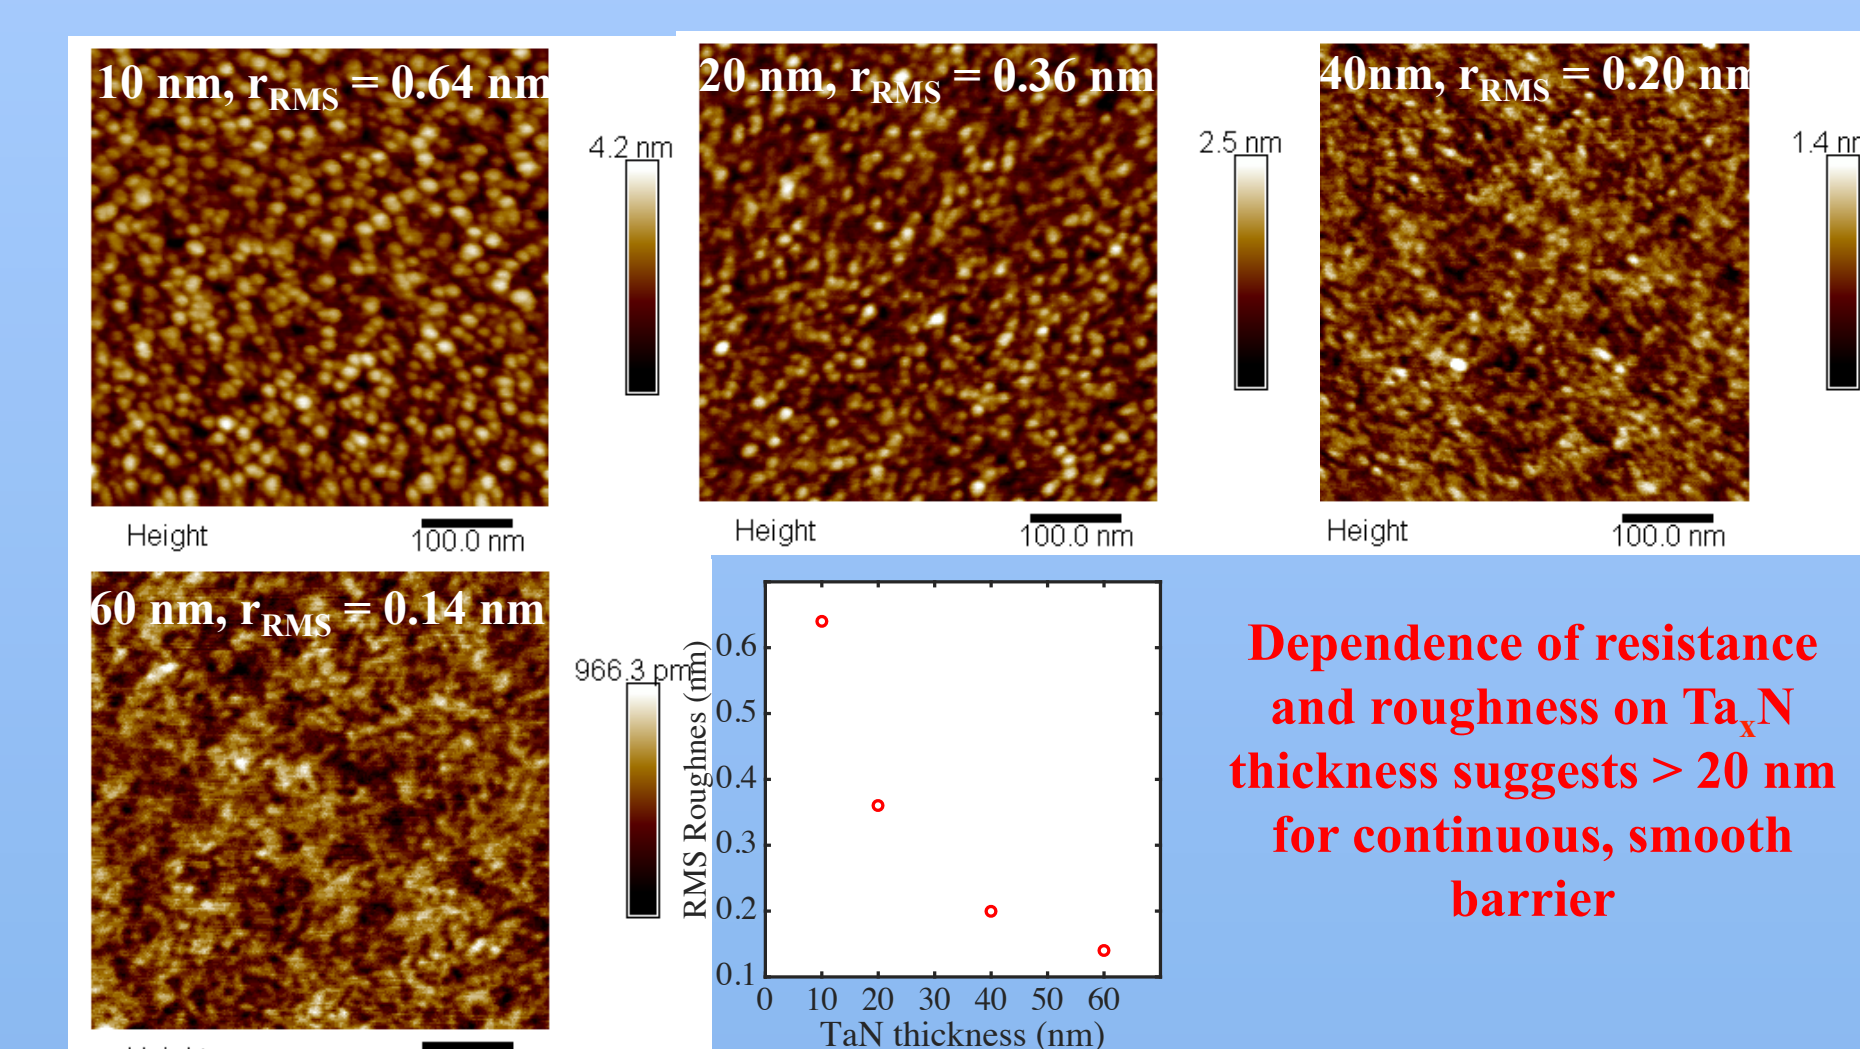 10 nm, rRMS = 0.64 nm
4.2 nm
Height
100.0 nm
20 nm, rRMS = 0.36 nm
2.5 nm
Height
100.0 nm
40nm, rRMS = 0.20 nm
1.4 nm
Height
100.0 nm
60 nm, rRMS = 0.14 nm
966.3 pm
RMS Roughnes (nm)
0.6
0.5
0.4
0.3
0.2
0.1
0 10 20 30 40 50 60
TaN thickness (nm)
Dependence of resistance
and roughness on TaxN
thickness suggests > 20 nm
for continuous, smooth
barrier